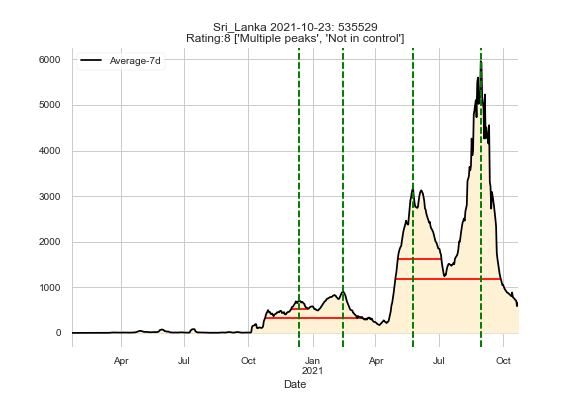 Sri_Lanka 2021-10-23: 535529
Rating:8 ['Multiple peaks', 'Not in control']
Average-7d
6000
5000
4000
3000
2000
1000
0
Apr Jul Oct Jan Apr Jul Oct
2021
Date